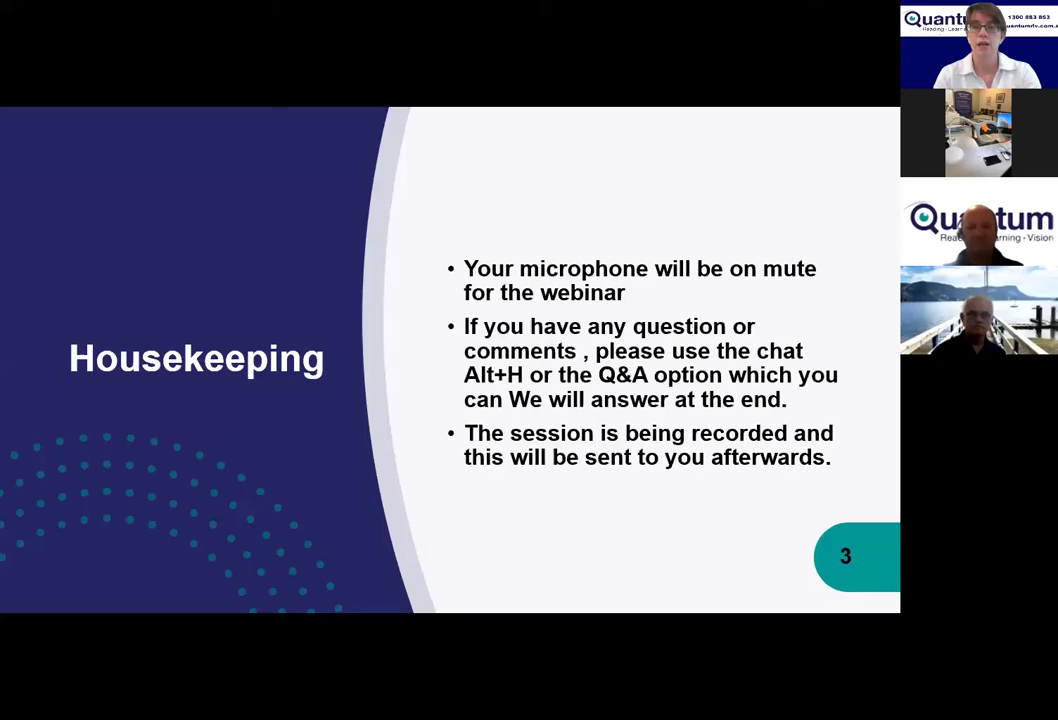 Housekeeping
• Your microphone will be on mute
for the webinar
• If you have any question or
comments , please use the chat
Alt+H or the Q&A option which you
can We will answer at the end.
• The session is being recorded and
this will be sent to you afterwards.
3
Quantum
1300 883 853
Quantum